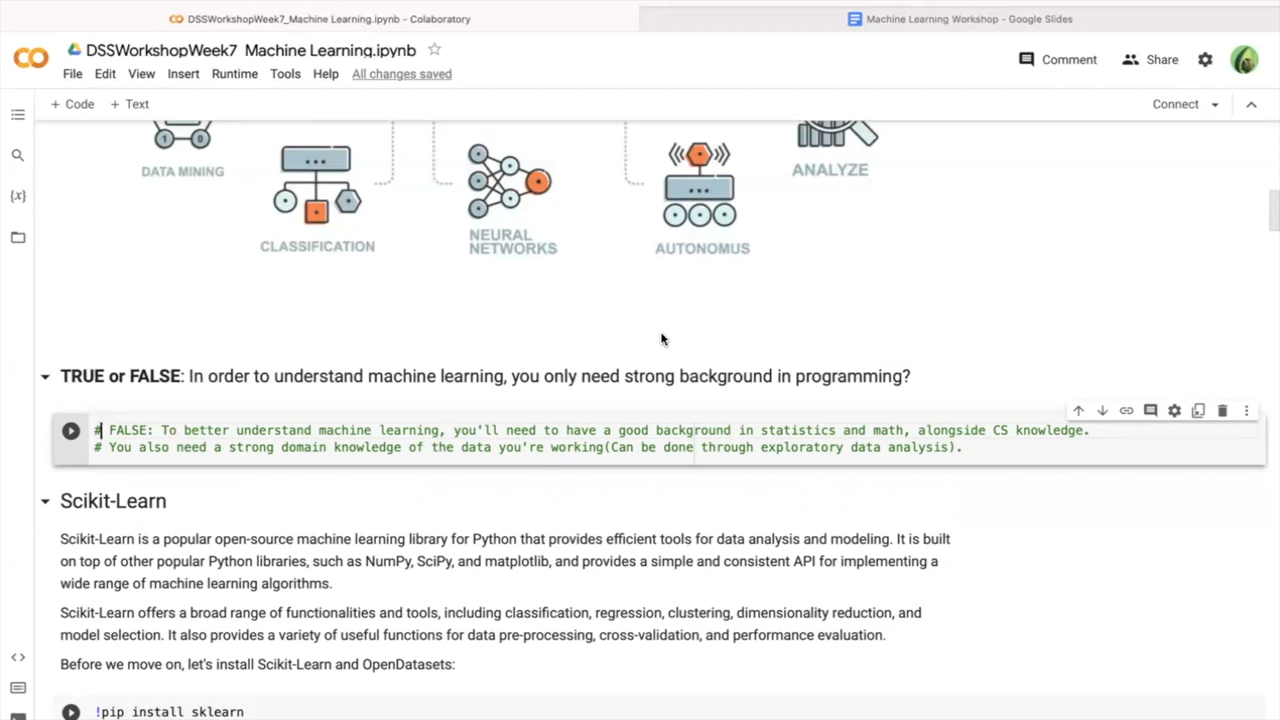 DSSWorkshopWeek7_Machine Learning.ipynb - Colaboratory
Machine Learning Workshop - Google Slides
DSSWorkshopWeek7 Machine Learning.ipynb
Comment
Share
File Edit View Insert Runtime Tools Help All changes saved
+ Code + Text
Connect
1 0
DATA MINING
ANALYZE
CLASSIFICATION
NEURAL
NETWORKS
AUTONOMUS
{x}
TRUE or FALSE: In order to understand machine learning, you only need strong background in programming?
# FALSE: To better understand machine learning, you'll need to have a good background in statistics and math, alongside CS knowledge.
# You also need a strong domain knowledge of the data you're working(Can be done through exploratory data analysis).
Scikit-Learn
Scikit-Learn is a popular open-source machine learning library for Python that provides efficient tools for data analysis and modeling. It is built
on top of other popular Python libraries, such as NumPy, SciPy, and matplotlib, and provides a simple and consistent API for implementing a
wide range of machine learning algorithms.
Scikit-Learn offers a broad range of functionalities and tools, including classification, regression, clustering, dimensionality reduction, and
model selection. It also provides a variety of useful functions for data pre-processing, cross-validation, and performance evaluation.
Before we move on, let's install Scikit-Learn and OpenDatasets:
!pip install sklearn